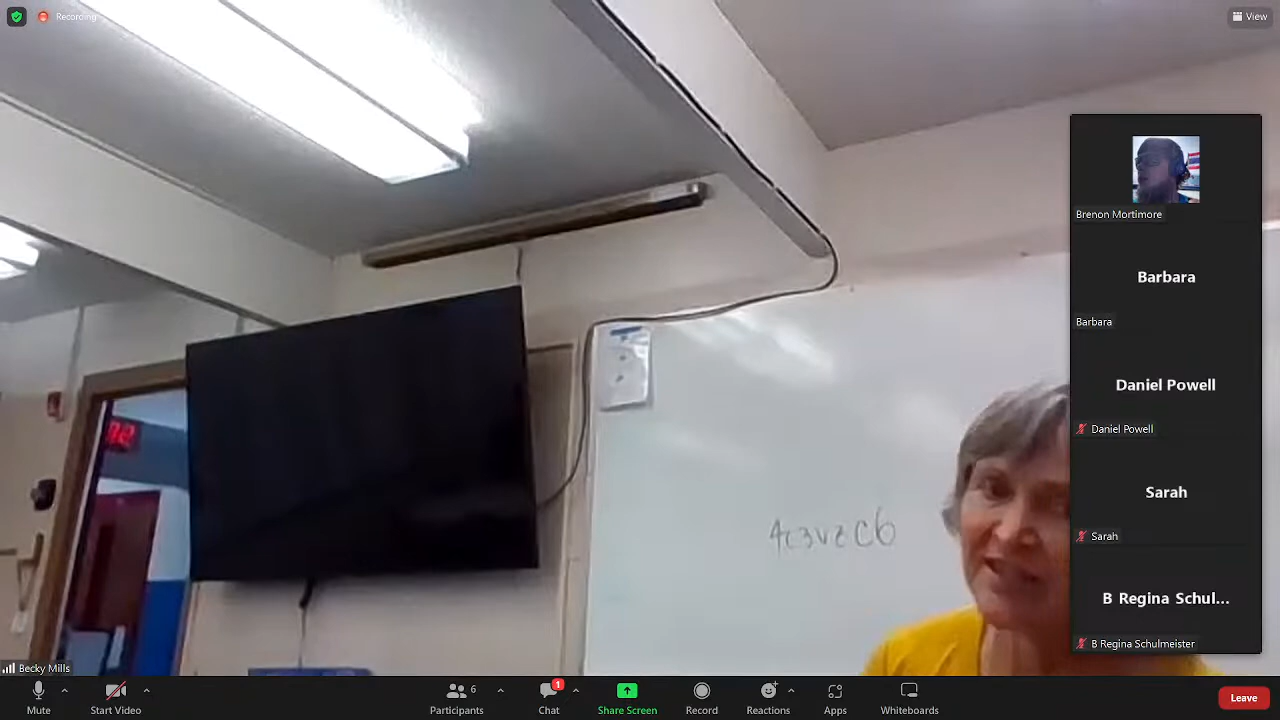 Recording
View
Brenon Mortimore
Barbara
Barbara
Daniel Powell
Daniel Powell
Sarah
Sarah
B Regina Schul...
B Regina Schulmeister
Becky Mills
Mute
Start Video
6
Participants
1
Chat
Share Screen
Record
Reactions
Apps
Whiteboards
Leave